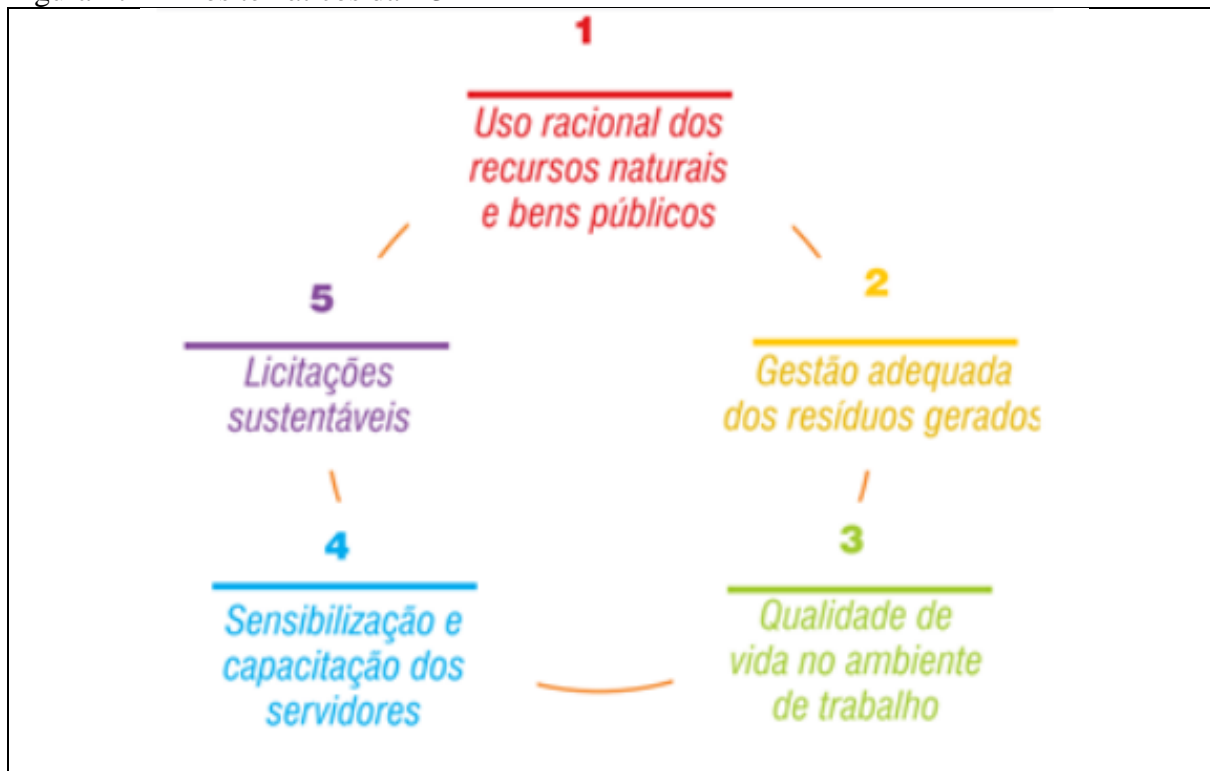 1
Uso racional dos
recursos naturais
e bens públicos
2
Gestão adequada
dos resíduos gerados
3
Qualidade de
vida no ambiente
de trabalho
4
Sensibilização e
capacitação dos
servidores
5
Licitações
sustentáveis